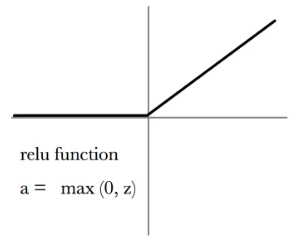 relu function
a = max (0, z)